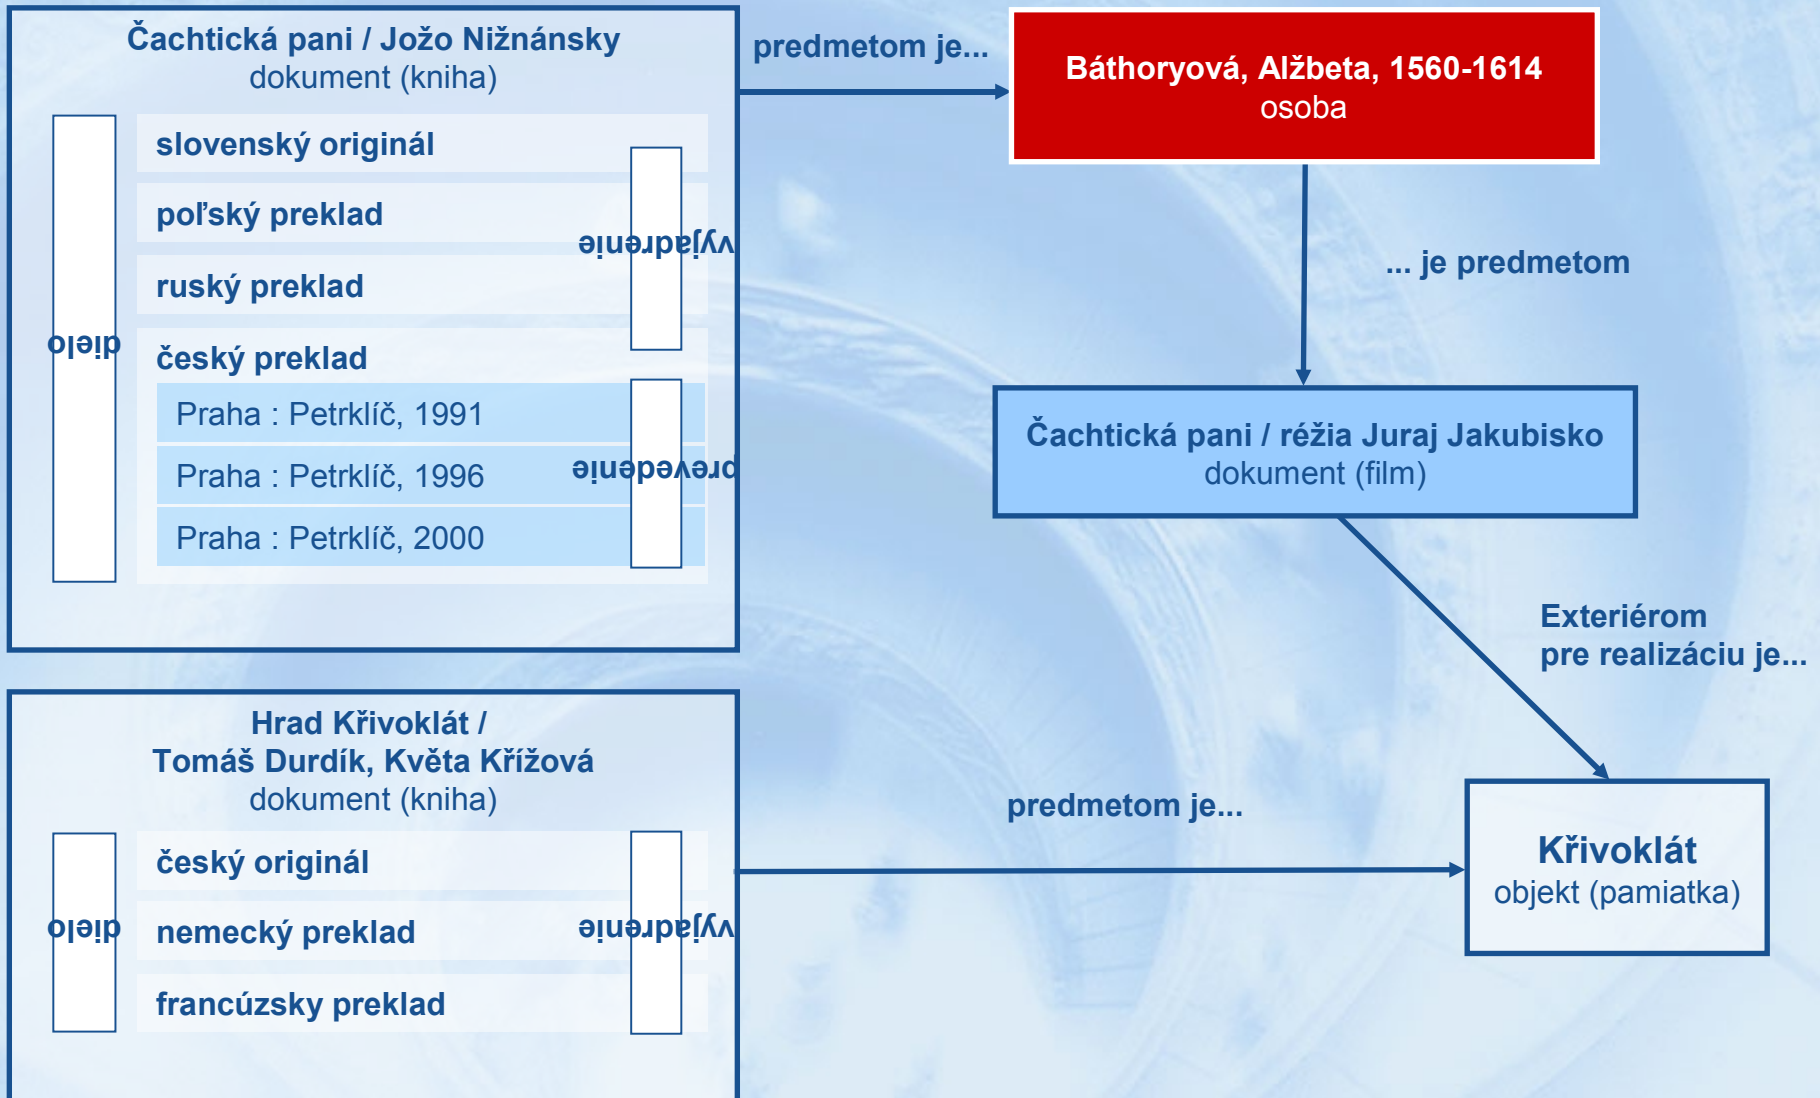 Čachtická pani / Jožo Nižnánsky
dokument (kniha)
dielo
slovenský originál
poľský preklad
ruský preklad
český preklad
vyjadrenie
Praha : Petrklíč, 1991
Praha : Petrklíč, 1996
Praha : Petrklíč, 2000
prevedenie
predmetom je...
Báthoryová, Alžbeta, 1560-1614
osoba
... je predmetom
Čachtická pani / réžia Juraj Jakubisko
dokument (film)
Exteriérom
pre realizáciu je...
Hrad Křivoklát /
Tomáš Durdík, Květa Křížová
dokument (kniha)
dielo
český originál
nemecký preklad
francúzsky preklad
vyjadrenie
predmetom je...
Křivoklát
objekt (pamiatka)